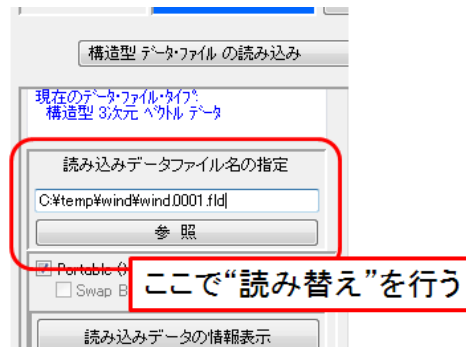 構造型 データ・ファイル の読み込み
現在のデータ・ファイル・タイプ:
構造型 3次元 ベクトル データ
読み込みデータファイル名の指定
C:¥temp¥wind¥wind.0001.fld
参 照
Portable
Swap B
ここで“読み替え”を行う
読み込みデータの情報表示